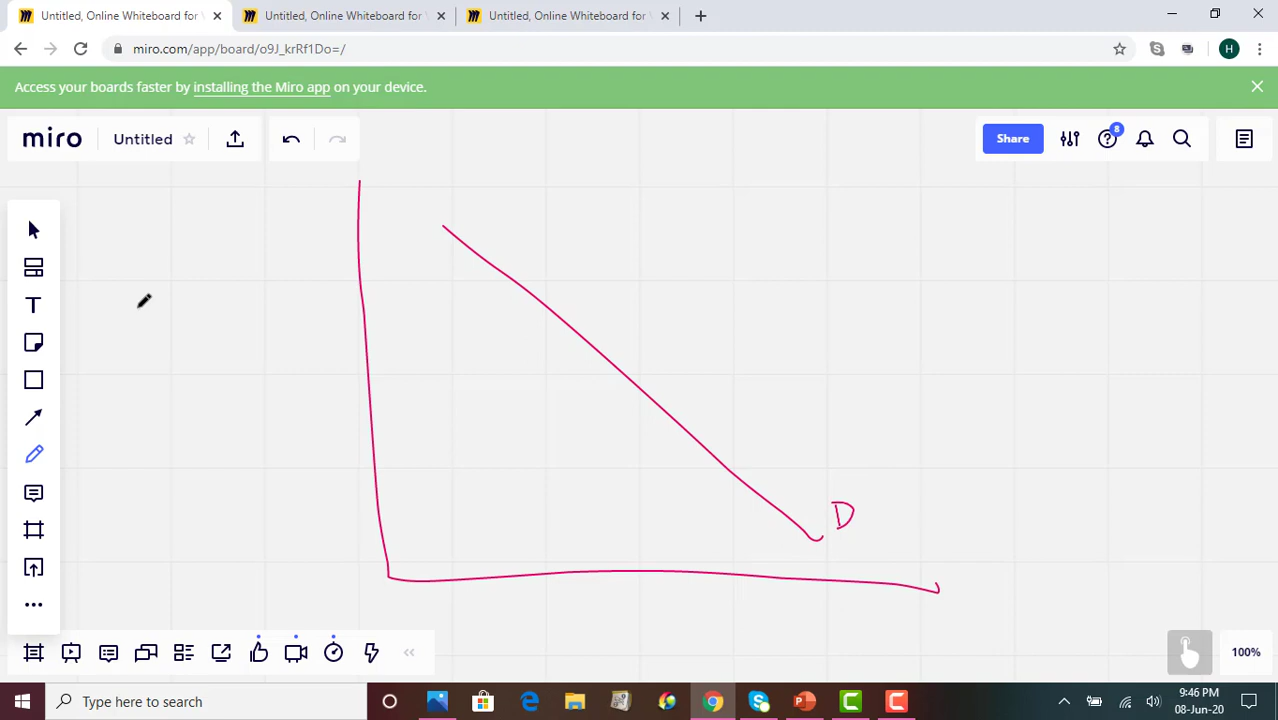 Untitled, Online Whiteboard for
Untitled, Online Whiteboard for
Untitled, Online Whiteboard for
miro.com/app/board/o9J_krRf1Do=/
H
Access your boards faster by installing the Miro app on your device.
miro
Untitled
Share
8
T
D
100%
Type here to search
9:46 PM
08-Jun-20